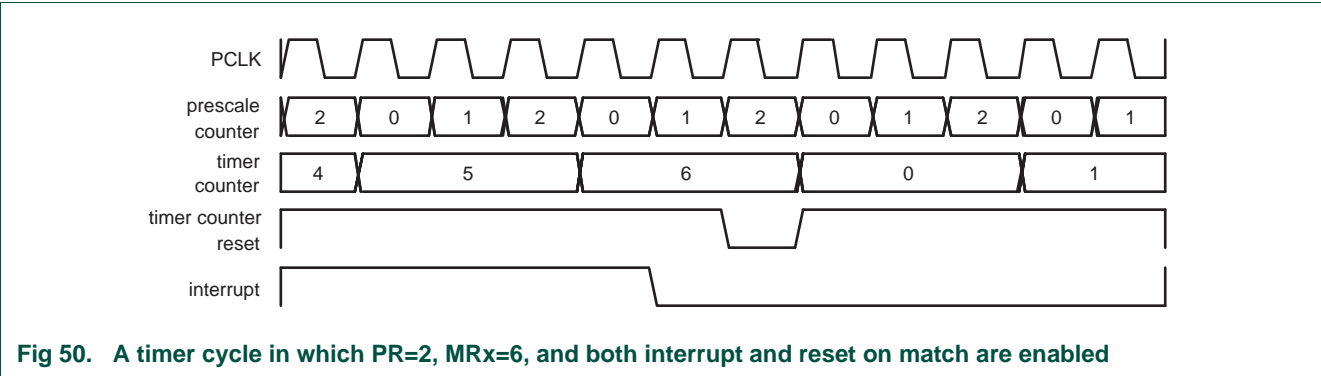 PCLK
prescale
counter
2 0 1 2 0 1 2 0 1 2 0 1
timer
counter
4 5 6 0 1
timer counter
reset
interrupt
Fig 50. A timer cycle in which PR=2, MRx=6, and both interrupt and reset on match are enabled